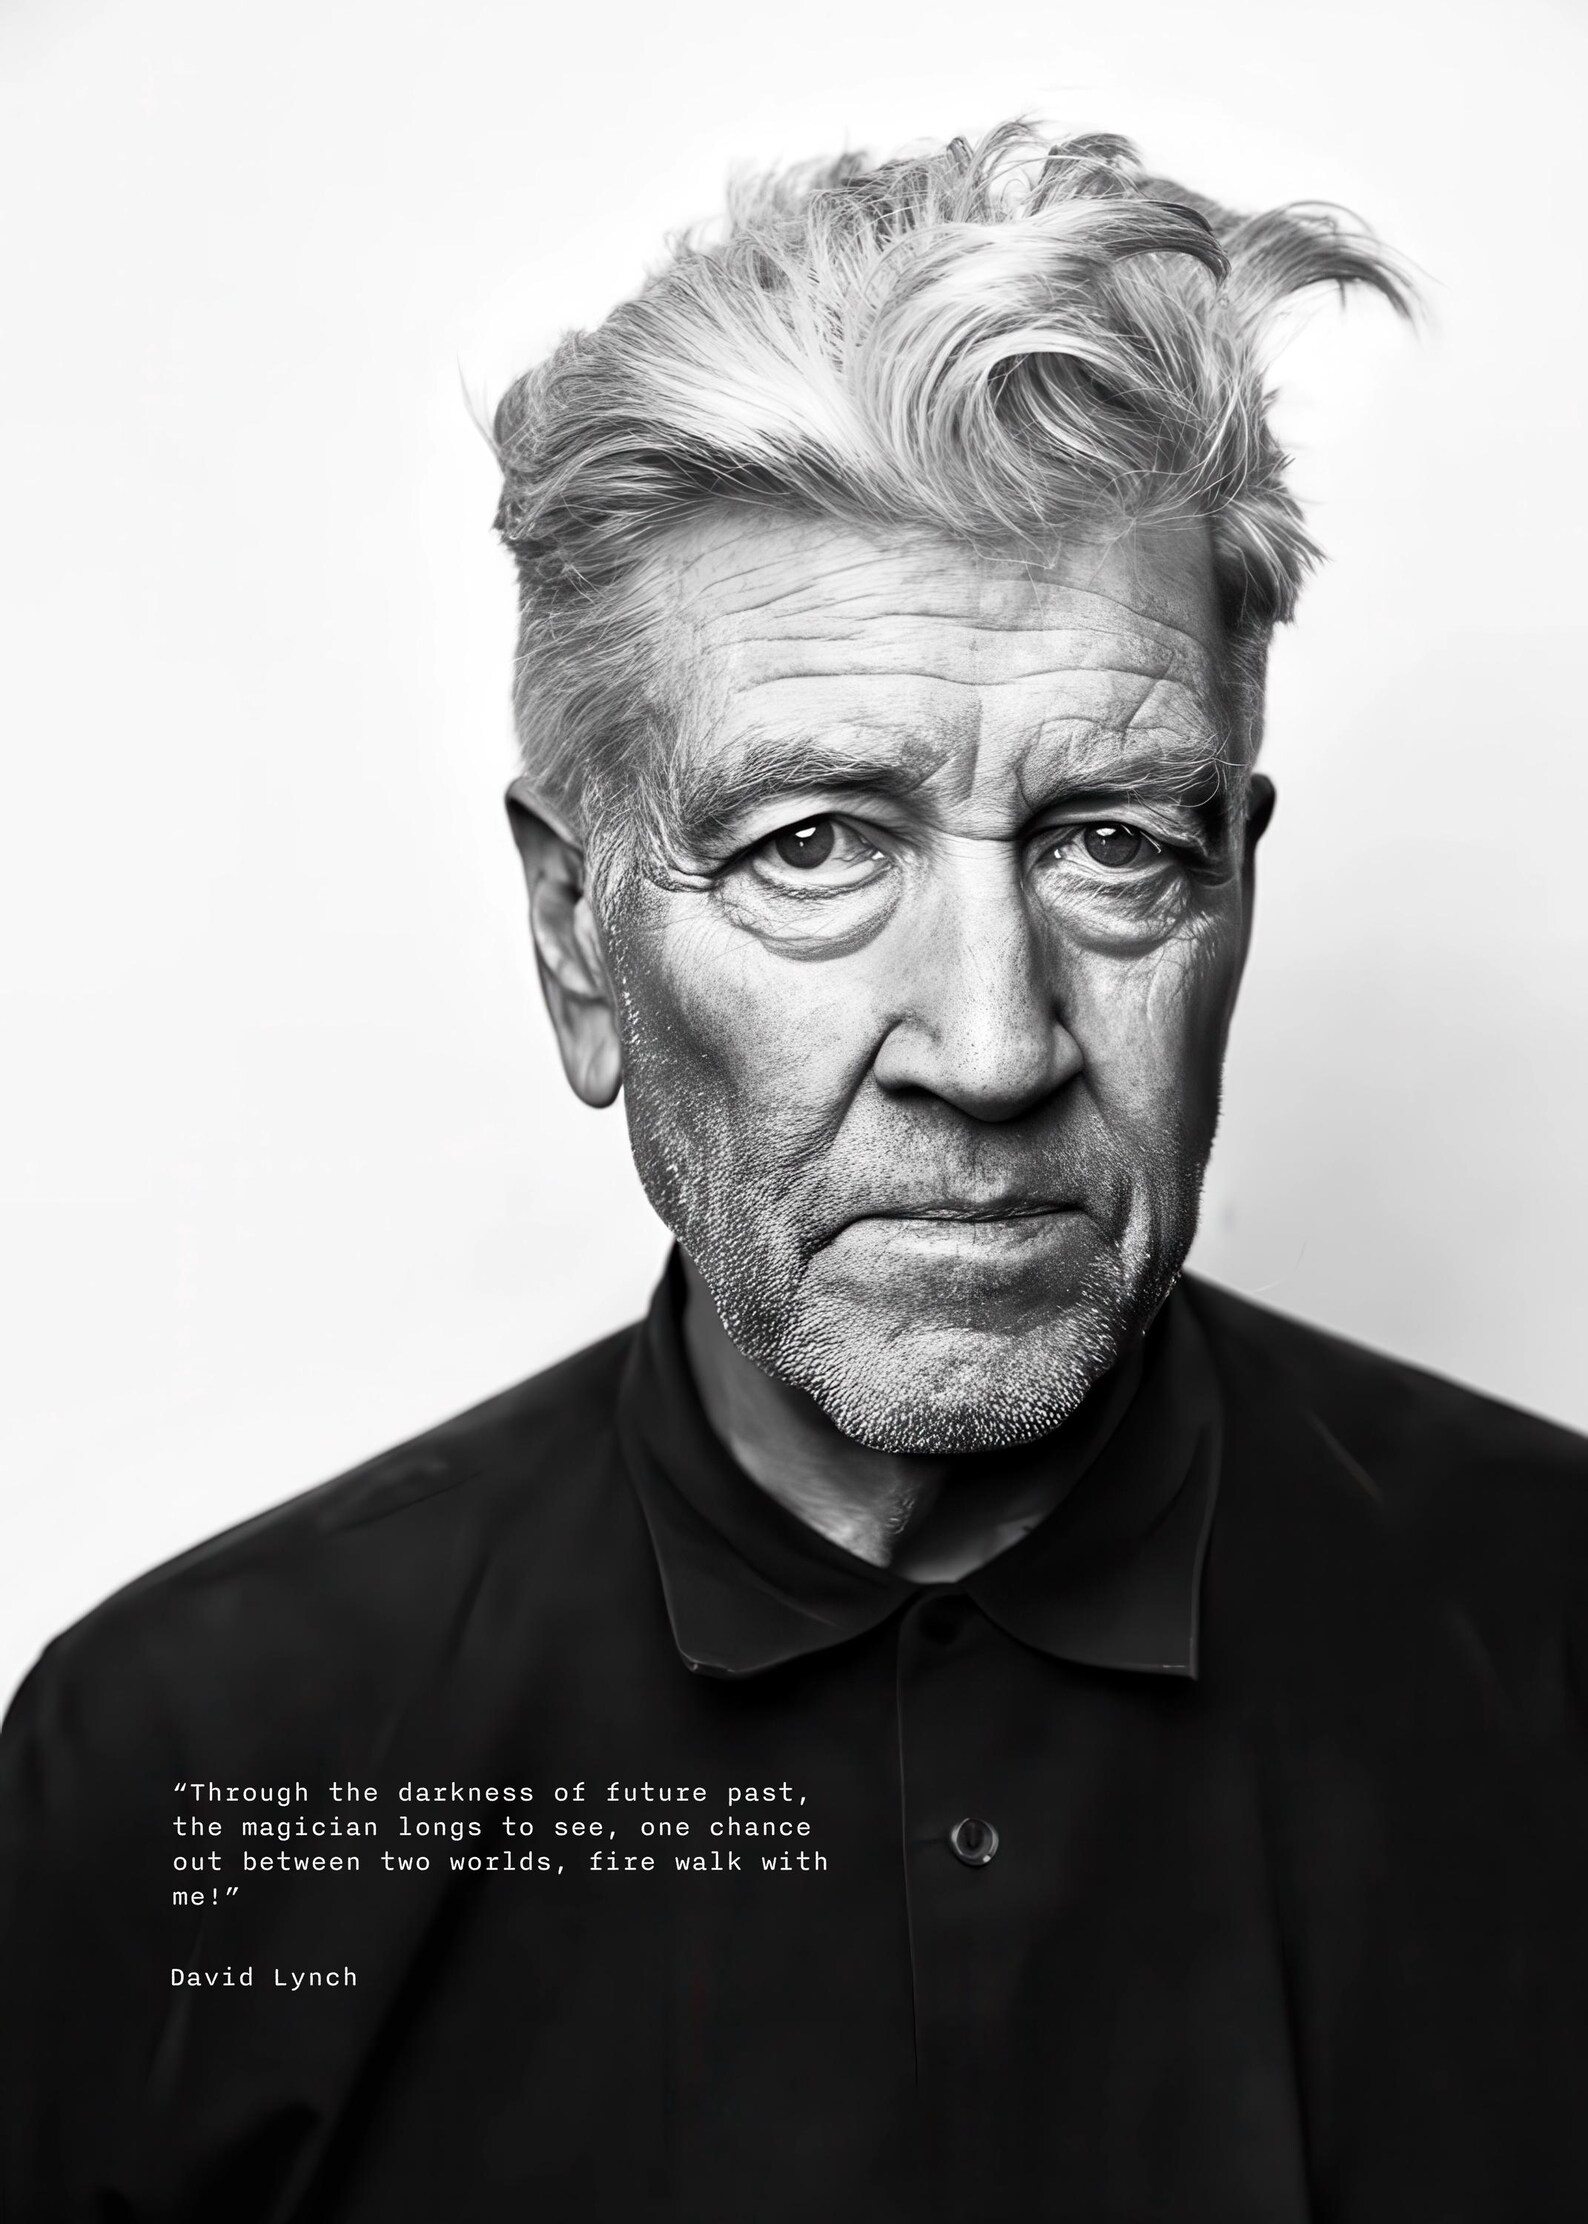 “Through the darkness of future past,
the magician longs to see, one chance
out between two worlds, fire walk with
me!”
David Lynch